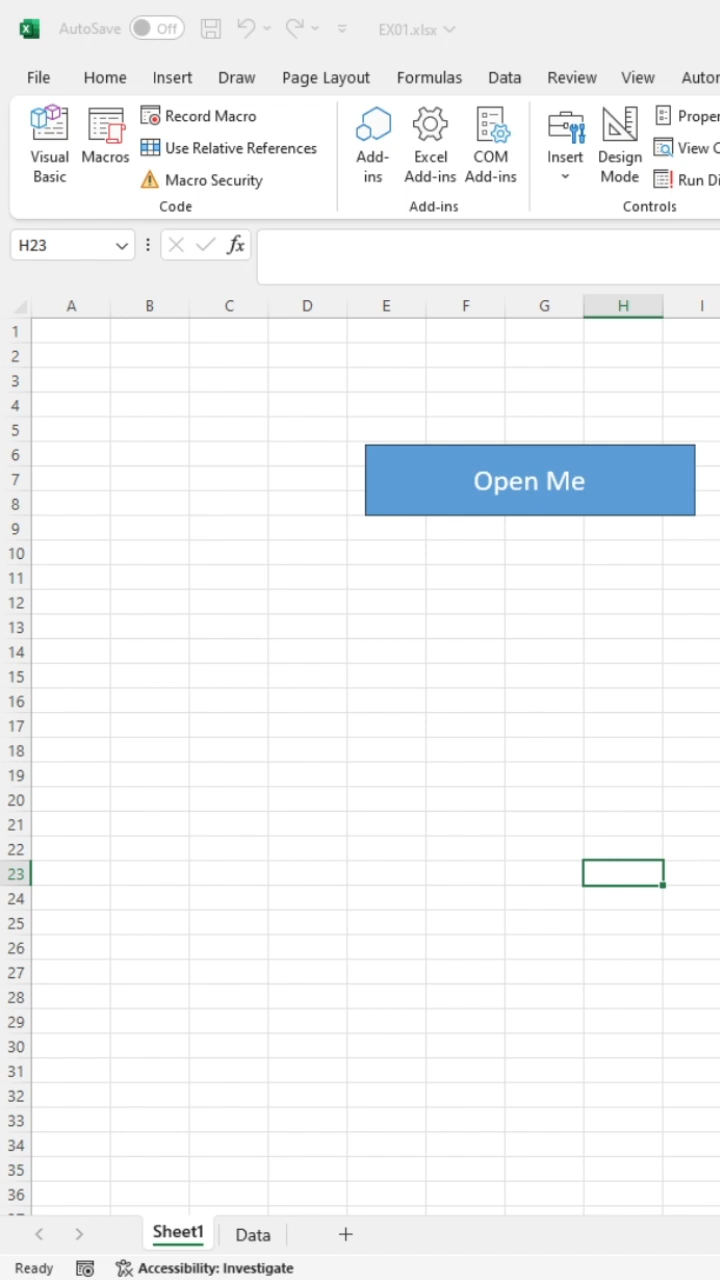 AutoSave Off EX01.xlsx
File Home Insert Draw Page Layout Formulas Data Review View Autor
Record Macro
Use Relative References
Macro Security
Visual Basic
Macros
Code
Add-ins
Excel Add-ins
COM Add-ins
Add-ins
Insert
Design Mode
Proper
View C
Run Di
Controls
H23 fx
A B C D E F G H I
1
2
3
4
5
6
Open Me
7
8
9
10
11
12
13
14
15
16
17
18
19
20
21
22
23
24
25
26
27
28
29
30
31
32
33
34
35
36
Sheet1 Data +
Ready Accessibility: Investigate